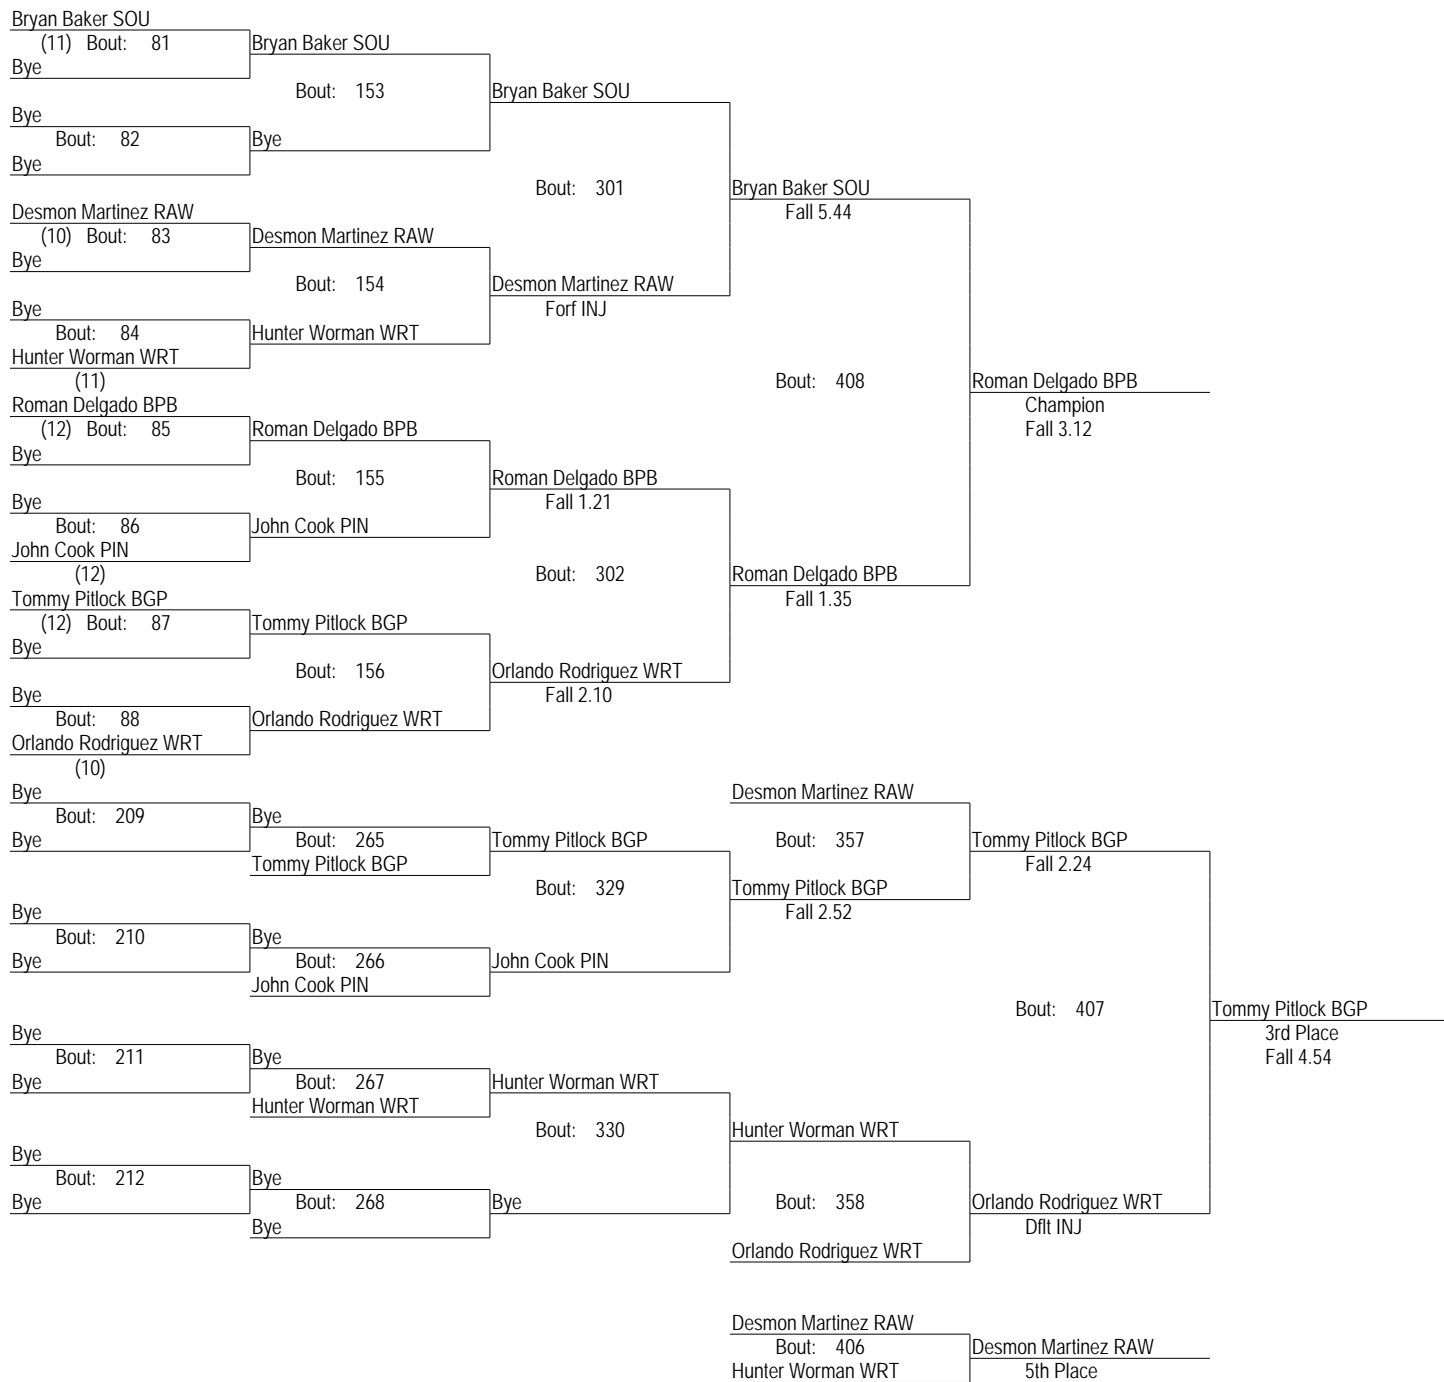 Bryan Baker SOU
(11) Bout: 81
Bryan Baker SOU
Bye
Bout: 153
Bryan Baker SOU
Bye
Bout: 82
Bye
Bye
Bout: 301
Bryan Baker SOU
Fall 5.44
Desmon Martinez RAW
(10) Bout: 83
Desmon Martinez RAW
Bye
Bout: 154
Desmon Martinez RAW
Forf INJ
Bye
Bout: 84
Hunter Worman WRT
Hunter Worman WRT
(11)
Bout: 408
Roman Delgado BPB
Champion
Fall 3.12
Roman Delgado BPB
(12) Bout: 85
Roman Delgado BPB
Bye
Bout: 155
Roman Delgado BPB
Fall 1.21
Bye
Bout: 86
John Cook PIN
John Cook PIN
(12)
Bout: 302
Roman Delgado BPB
Fall 1.35
Tommy Pitlock BGP
(12) Bout: 87
Tommy Pitlock BGP
Bye
Bout: 156
Orlando Rodriguez WRT
Fall 2.10
Bye
Bout: 88
Orlando Rodriguez WRT
Orlando Rodriguez WRT
(10)
Bye
Bout: 209
Bye
Bye
Bout: 265
Tommy Pitlock BGP
Tommy Pitlock BGP
Desmon Martinez RAW
Bout: 357
Tommy Pitlock BGP
Fall 2.24
Bout: 329
Tommy Pitlock BGP
Fall 2.52
Bye
Bout: 210
Bye
Bye
Bout: 266
John Cook PIN
John Cook PIN
Bout: 407
Tommy Pitlock BGP
3rd Place
Fall 4.54
Bye
Bout: 211
Bye
Bye
Bout: 267
Hunter Worman WRT
Hunter Worman WRT
Bout: 330
Hunter Worman WRT
Bye
Bout: 212
Bye
Bye
Bout: 268
Bye
Bye
Bout: 358
Orlando Rodriguez WRT
Dflt INJ
Orlando Rodriguez WRT
Desmon Martinez RAW
Bout: 406
Desmon Martinez RAW
Hunter Worman WRT
5th Place